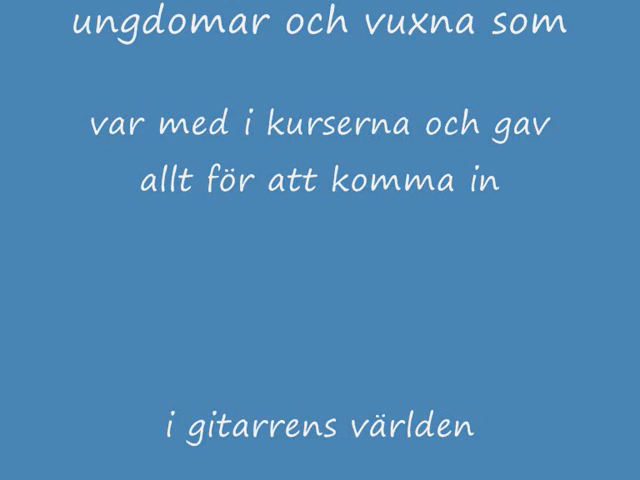 ungdomar och vuxna som
var med i kurserna och gav
allt för att komma in
i gitarrens världen